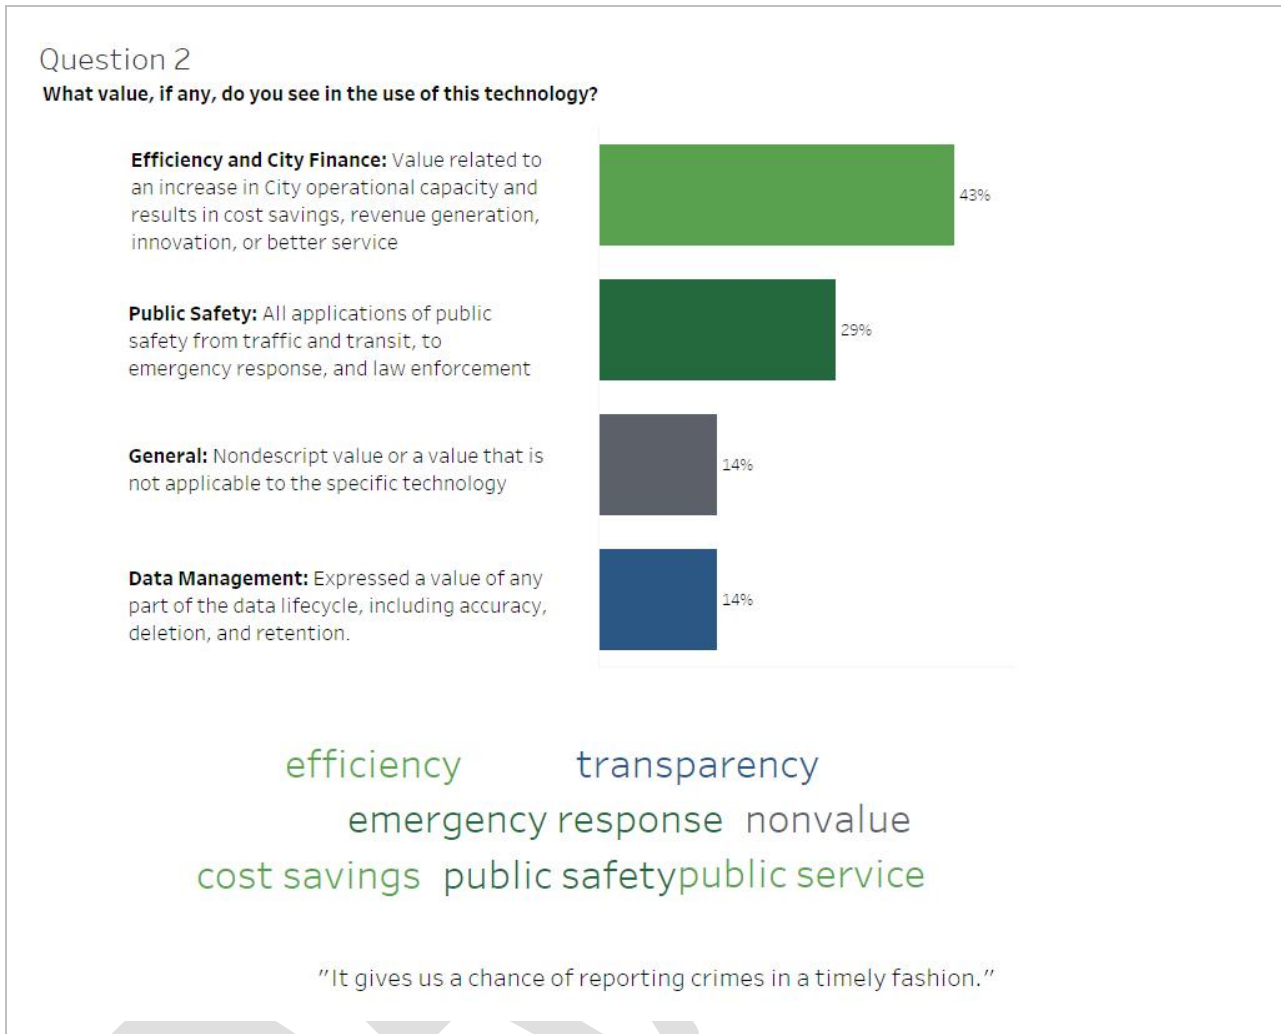 Question 2
What value, if any, do you see in the use of this technology?
Efficiency and City Finance: Value related to
an increase in City operational capacity and
results in cost savings, revenue generation,
innovation, or better service
43%
Public Safety: All applications of public
safety from traffic and transit, to
emergency response, and law enforcement
29%
General: Nondescript value or a value that is
not applicable to the specific technology
14%
Data Management: Expressed a value of any
part of the data lifecycle, including accuracy,
deletion, and retention.
14%
efficiency transparency
emergency response nonvalue
cost savings public safety public service
"It gives us a chance of reporting crimes in a timely fashion."